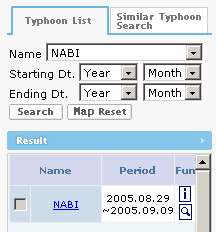 Typhoon List
Similar Typhoon
Search
Name NABI
Starting Dt. Year Month
Ending Dt. Year Month
Search Map Reset
Result
Name Period Fun
NABI 2005.08.29
~2005.09.09